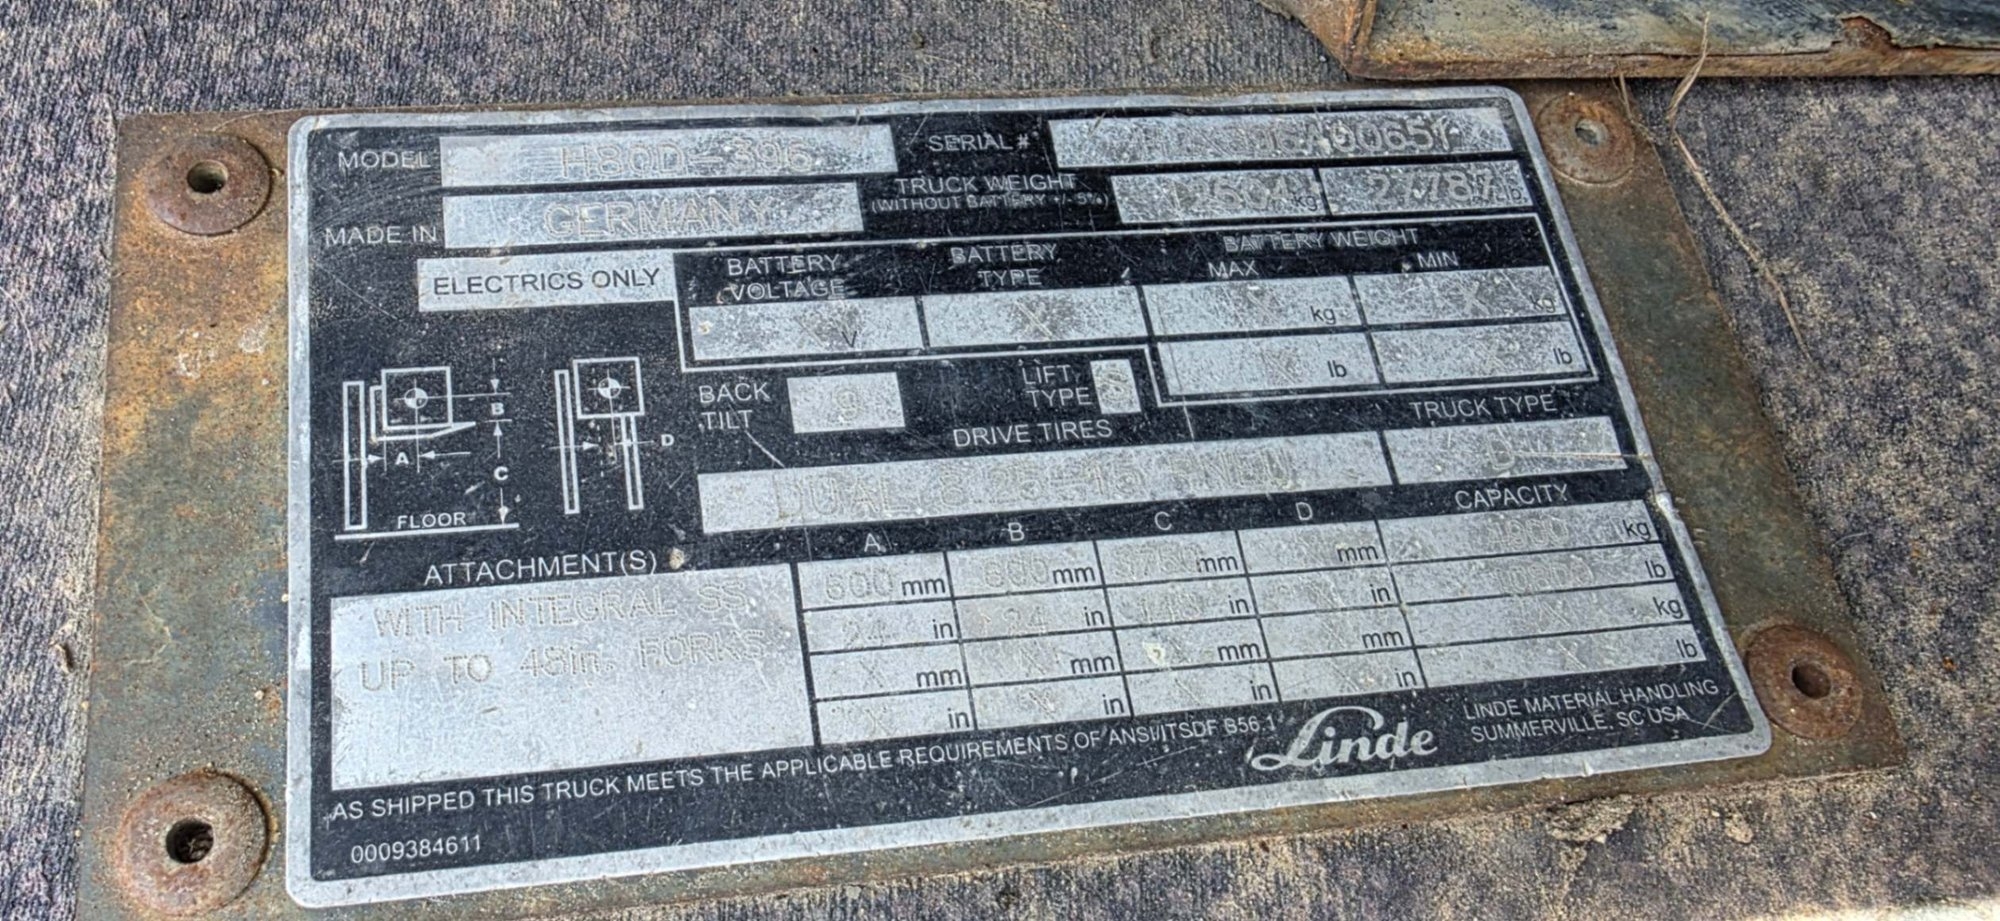 MODEL H80D-396 SERIAL #
MADE IN GERMANY TRUCK WEIGHT (WITHOUT BATTERY +/- 5%) 12604 kg 27787 lb
ELECTRICS ONLY
BATTERY VOLTAGE BATTERY TYPE BATTERY WEIGHT
MAX MIN
X V X X kg X kg
X lb X lb
BACK TILT 9 LIFT TYPE
DRIVE TIRES TRUCK TYPE
DUAL 8.25-15 D
B
A D
C
FLOOR
A B C D CAPACITY
ATTACHMENT(S)
WITH INTEGRAL SS
UP TO 48in. FORKS
600 mm 600 mm mm X mm kg
24 in 24 in in X in lb
X mm X mm X mm X mm X kg
X in X in X in X in X lb
AS SHIPPED THIS TRUCK MEETS THE APPLICABLE REQUIREMENTS OF ANSI/ITSDF B56.1
Linde
LINDE MATERIAL HANDLING
SUMMERVILLE, SC USA
0009384611